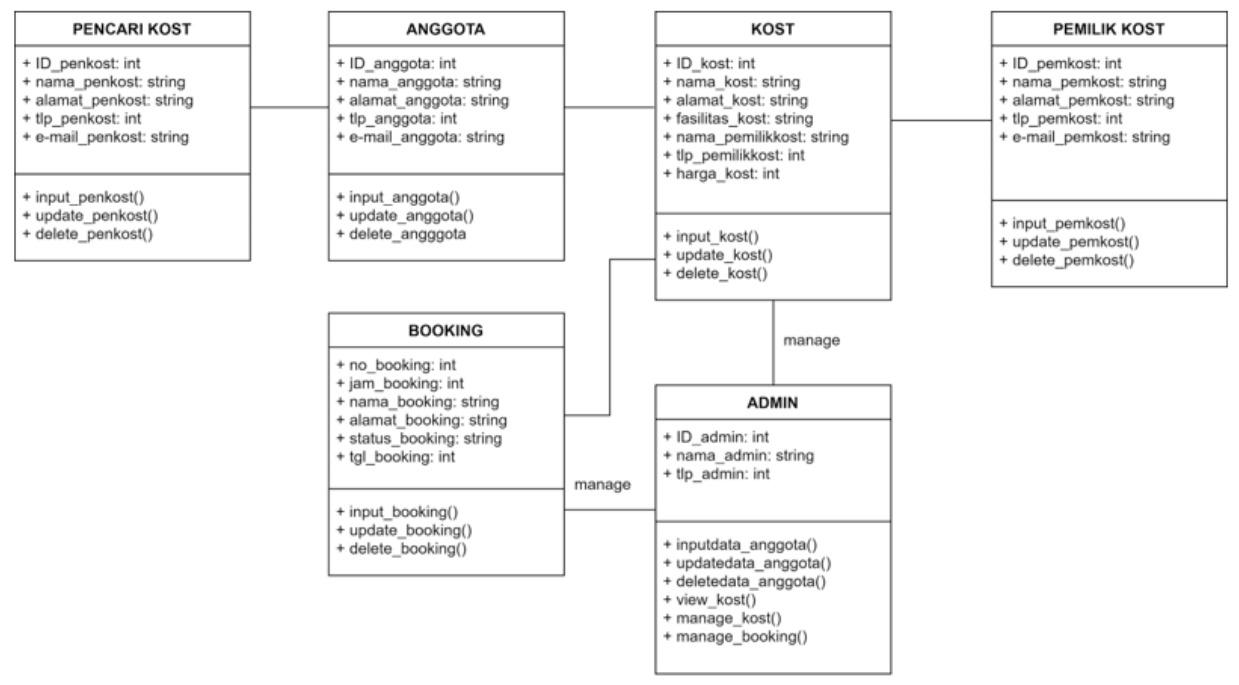 PENCARI KOST
+ ID_penkost: int
+ nama_penkost: string
+ alamat_penkost: string
+ tlp_penkost: int
+ e-mail_penkost: string
+ input_penkost()
+ update_penkost()
+ delete_penkost()
ANGGOTA
+ ID_anggota: int
+ nama_anggota: string
+ alamat_anggota: string
+ tlp_anggota: int
+ e-mail_anggota: string
+ input_anggota()
+ update_anggota()
+ delete_angggota
KOST
+ ID_kost: int
+ nama_kost: string
+ alamat_kost: string
+ fasilitas_kost: string
+ nama_pemilikkost: string
+ tlp_pemilikkost: int
+ harga_kost: int
+ input_kost()
+ update_kost()
+ delete_kost()
PEMILIK KOST
+ ID_pemkost: int
+ nama_pemkost: string
+ alamat_pemkost: string
+ tlp_pemkost: int
+ e-mail_pemkost: string
+ input_pemkost()
+ update_pemkost()
+ delete_pemkost()
BOOKING
+ no_booking: int
+ jam_booking: int
+ nama_booking: string
+ alamat_booking: string
+ status_booking: string
+ tgl_booking: int
+ input_booking()
+ update_booking()
+ delete_booking()
manage
manage
ADMIN
+ ID_admin: int
+ nama_admin: string
+ tlp_admin: int
+ inputdata_anggota()
+ updatedata_anggota()
+ deletedata_anggota()
+ view_kost()
+ manage_kost()
+ manage_booking()